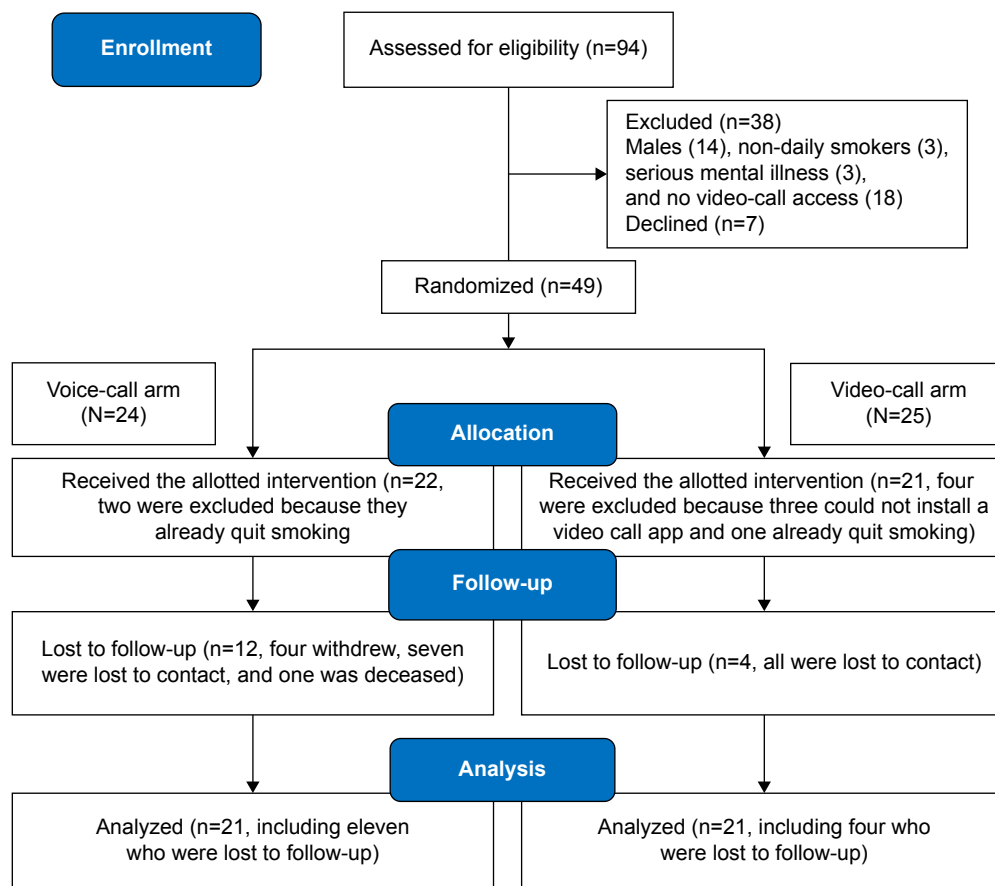 Enrollment
Assessed for eligibility (n=94)
Excluded (n=38)
Males (14), non-daily smokers (3),
serious mental illness (3),
and no video-call access (18)
Declined (n=7)
Randomized (n=49)
Voice-call arm
(N=24)
Video-call arm
(N=25)
Allocation
Received the allotted intervention (n=22,
two were excluded because they
already quit smoking
Received the allotted intervention (n=21, four
were excluded because three could not install a
video call app and one already quit smoking)
Follow-up
Lost to follow-up (n=12, four withdrew, seven
were lost to contact, and one was deceased)
Lost to follow-up (n=4, all were lost to contact)
Analysis
Analyzed (n=21, including eleven
who were lost to follow-up)
Analyzed (n=21, including four who
were lost to follow-up)